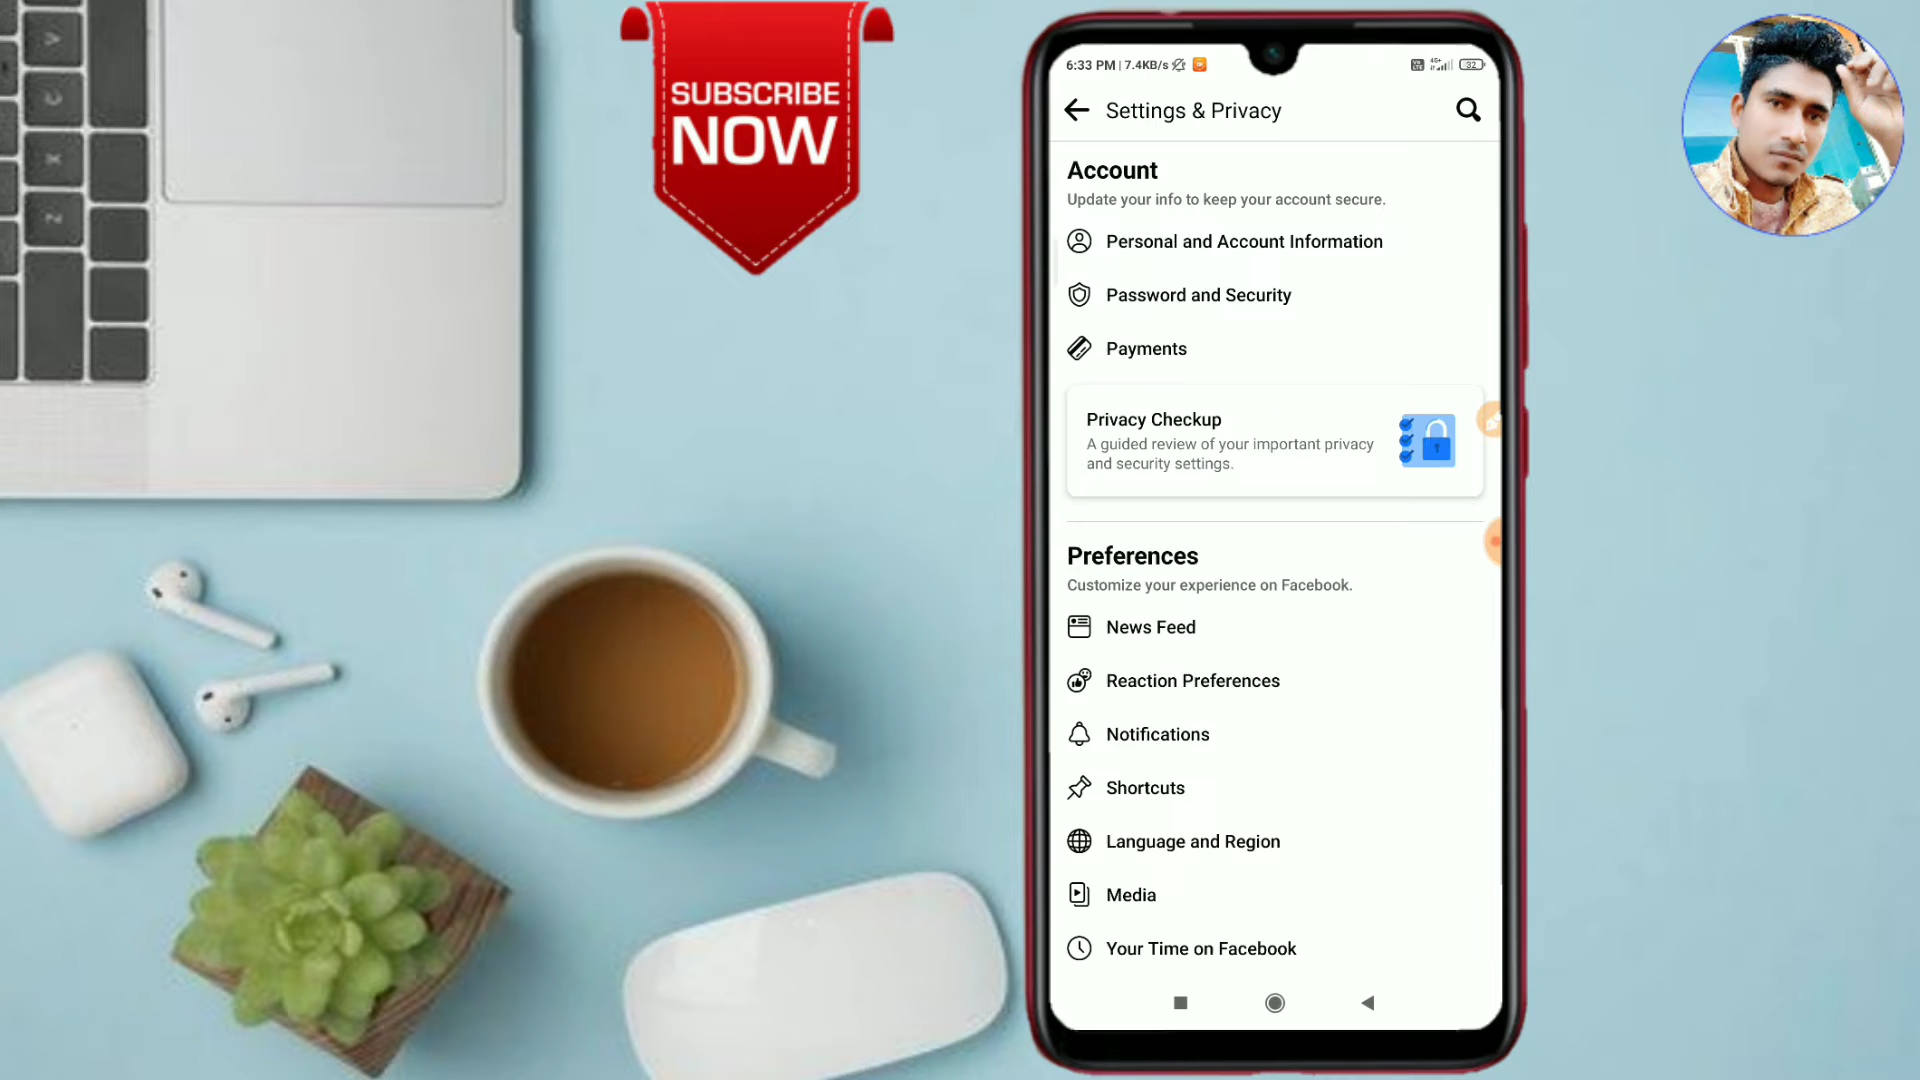 V
C
X
Z
SUBSCRIBE
NOW
6:33 PM | 7.4KB/s
32
Settings & Privacy
Account
Update your info to keep your account secure.
Personal and Account Information
Password and Security
Payments
Privacy Checkup
A guided review of your important privacy
and security settings.
Preferences
Customize your experience on Facebook.
News Feed
Reaction Preferences
Notifications
Shortcuts
Language and Region
Media
Your Time on Facebook